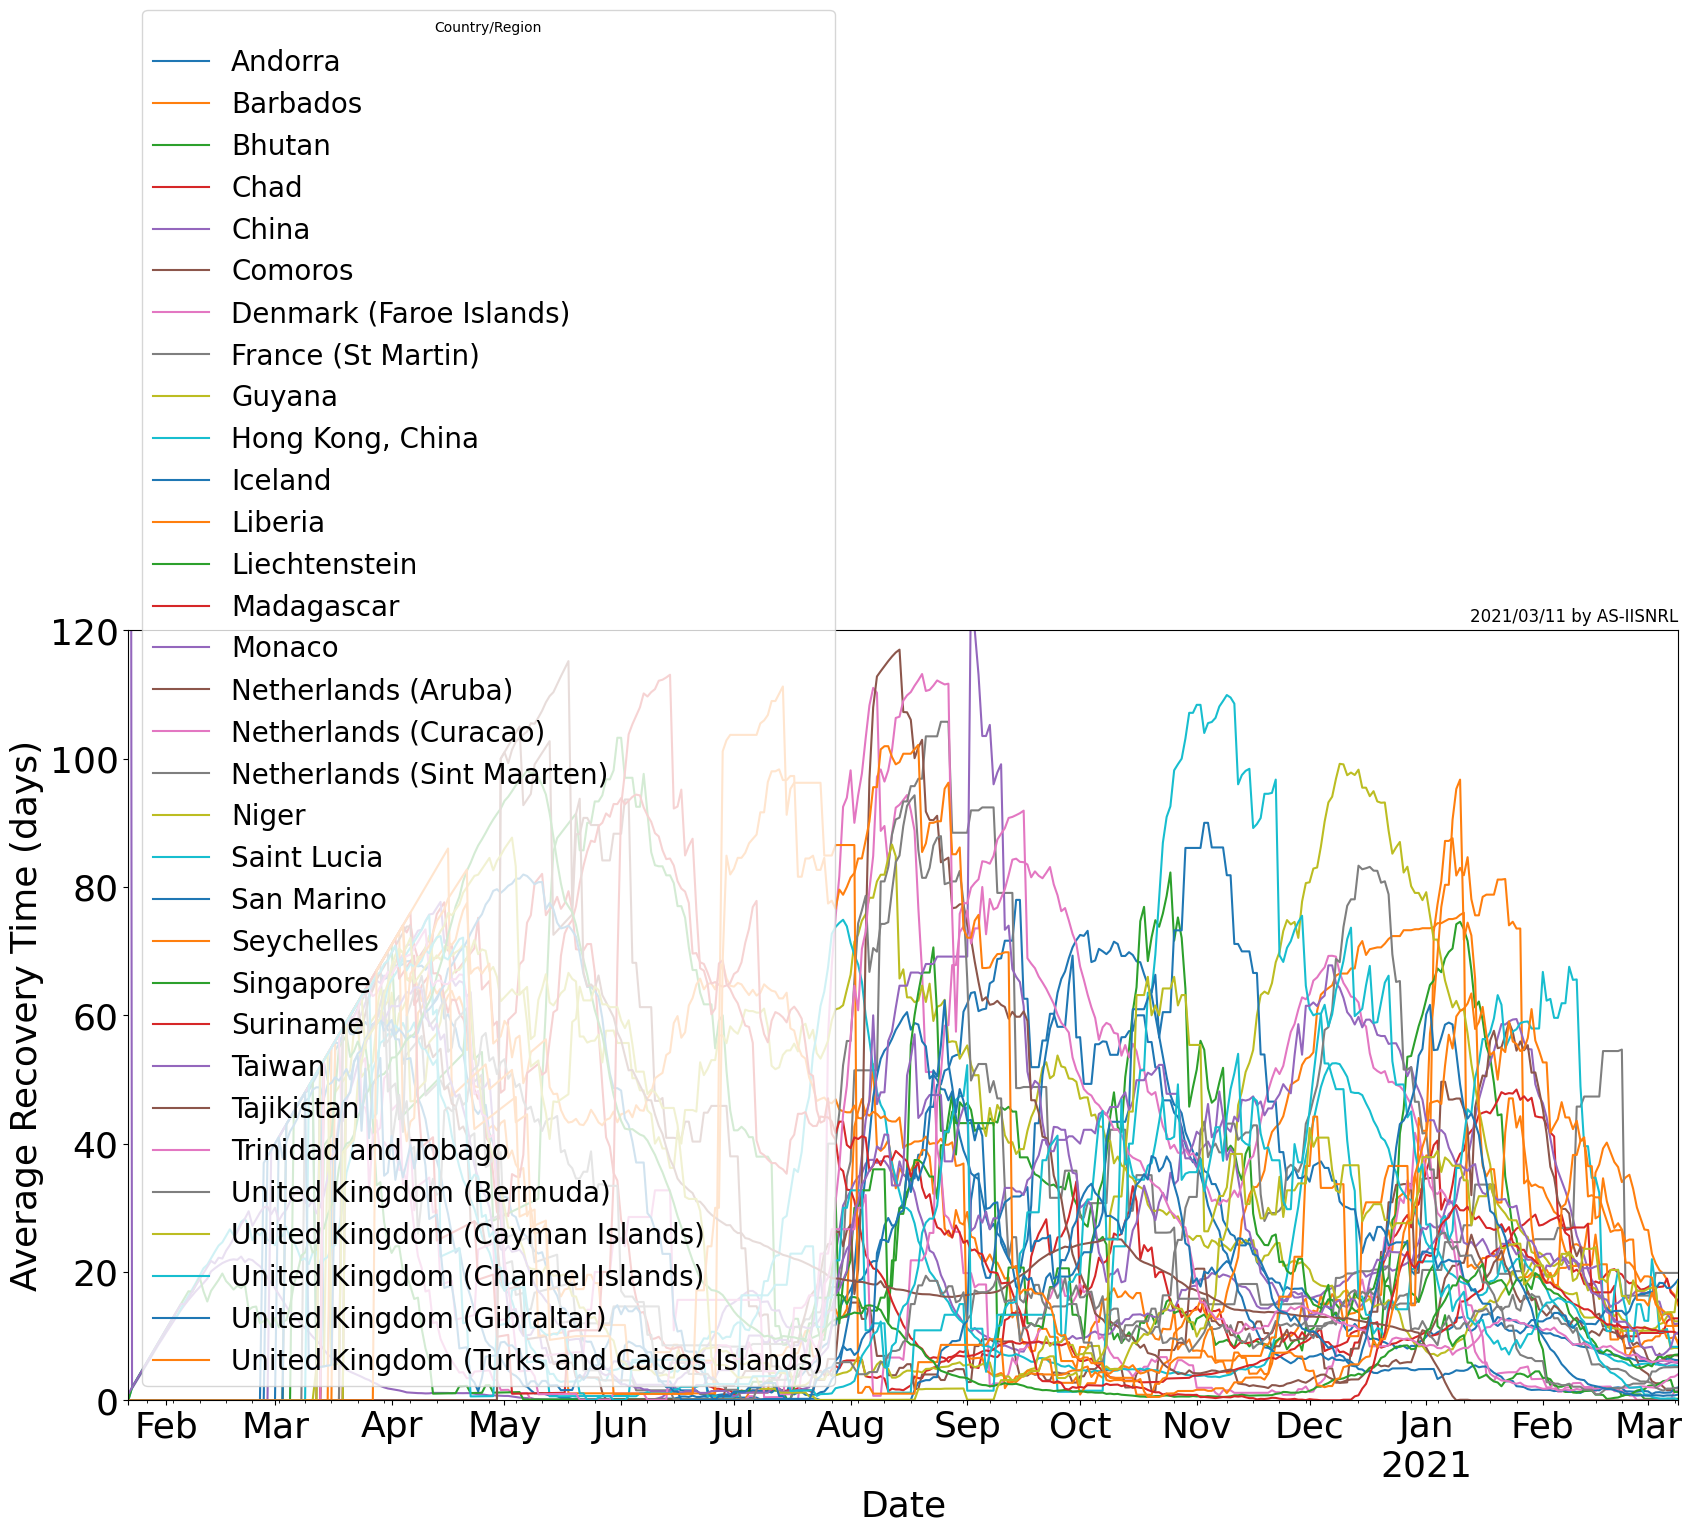 Country/Region
Andorra
Barbados
Bhutan
Chad
China
Comoros
Denmark (Faroe Islands)
France (St Martin)
Guyana
Hong Kong, China
Iceland
Liberia
Liechtenstein
Madagascar
Monaco
Netherlands (Aruba)
Netherlands (Curacao)
Netherlands (Sint Maarten)
Niger
Saint Lucia
San Marino
Seychelles
Singapore
Suriname
Taiwan
Tajikistan
Trinidad and Tobago
United Kingdom (Bermuda)
United Kingdom (Cayman Islands)
United Kingdom (Channel Islands)
United Kingdom (Gibraltar)
United Kingdom (Turks and Caicos Islands)
2021/03/11 by AS-IISNRL
Average Recovery Time (days)
120
100
80
60
40
20
0
Feb Mar Apr May Jun Jul Aug Sep Oct Nov Dec Jan Feb Mar
2021
Date